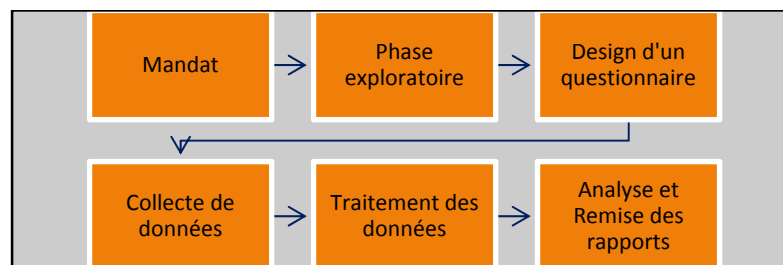 Mandat
Phase
exploratoire
Design d'un
questionnaire
Collecte de
données
Traitement des
données
Analyse et
Remise des
rapports